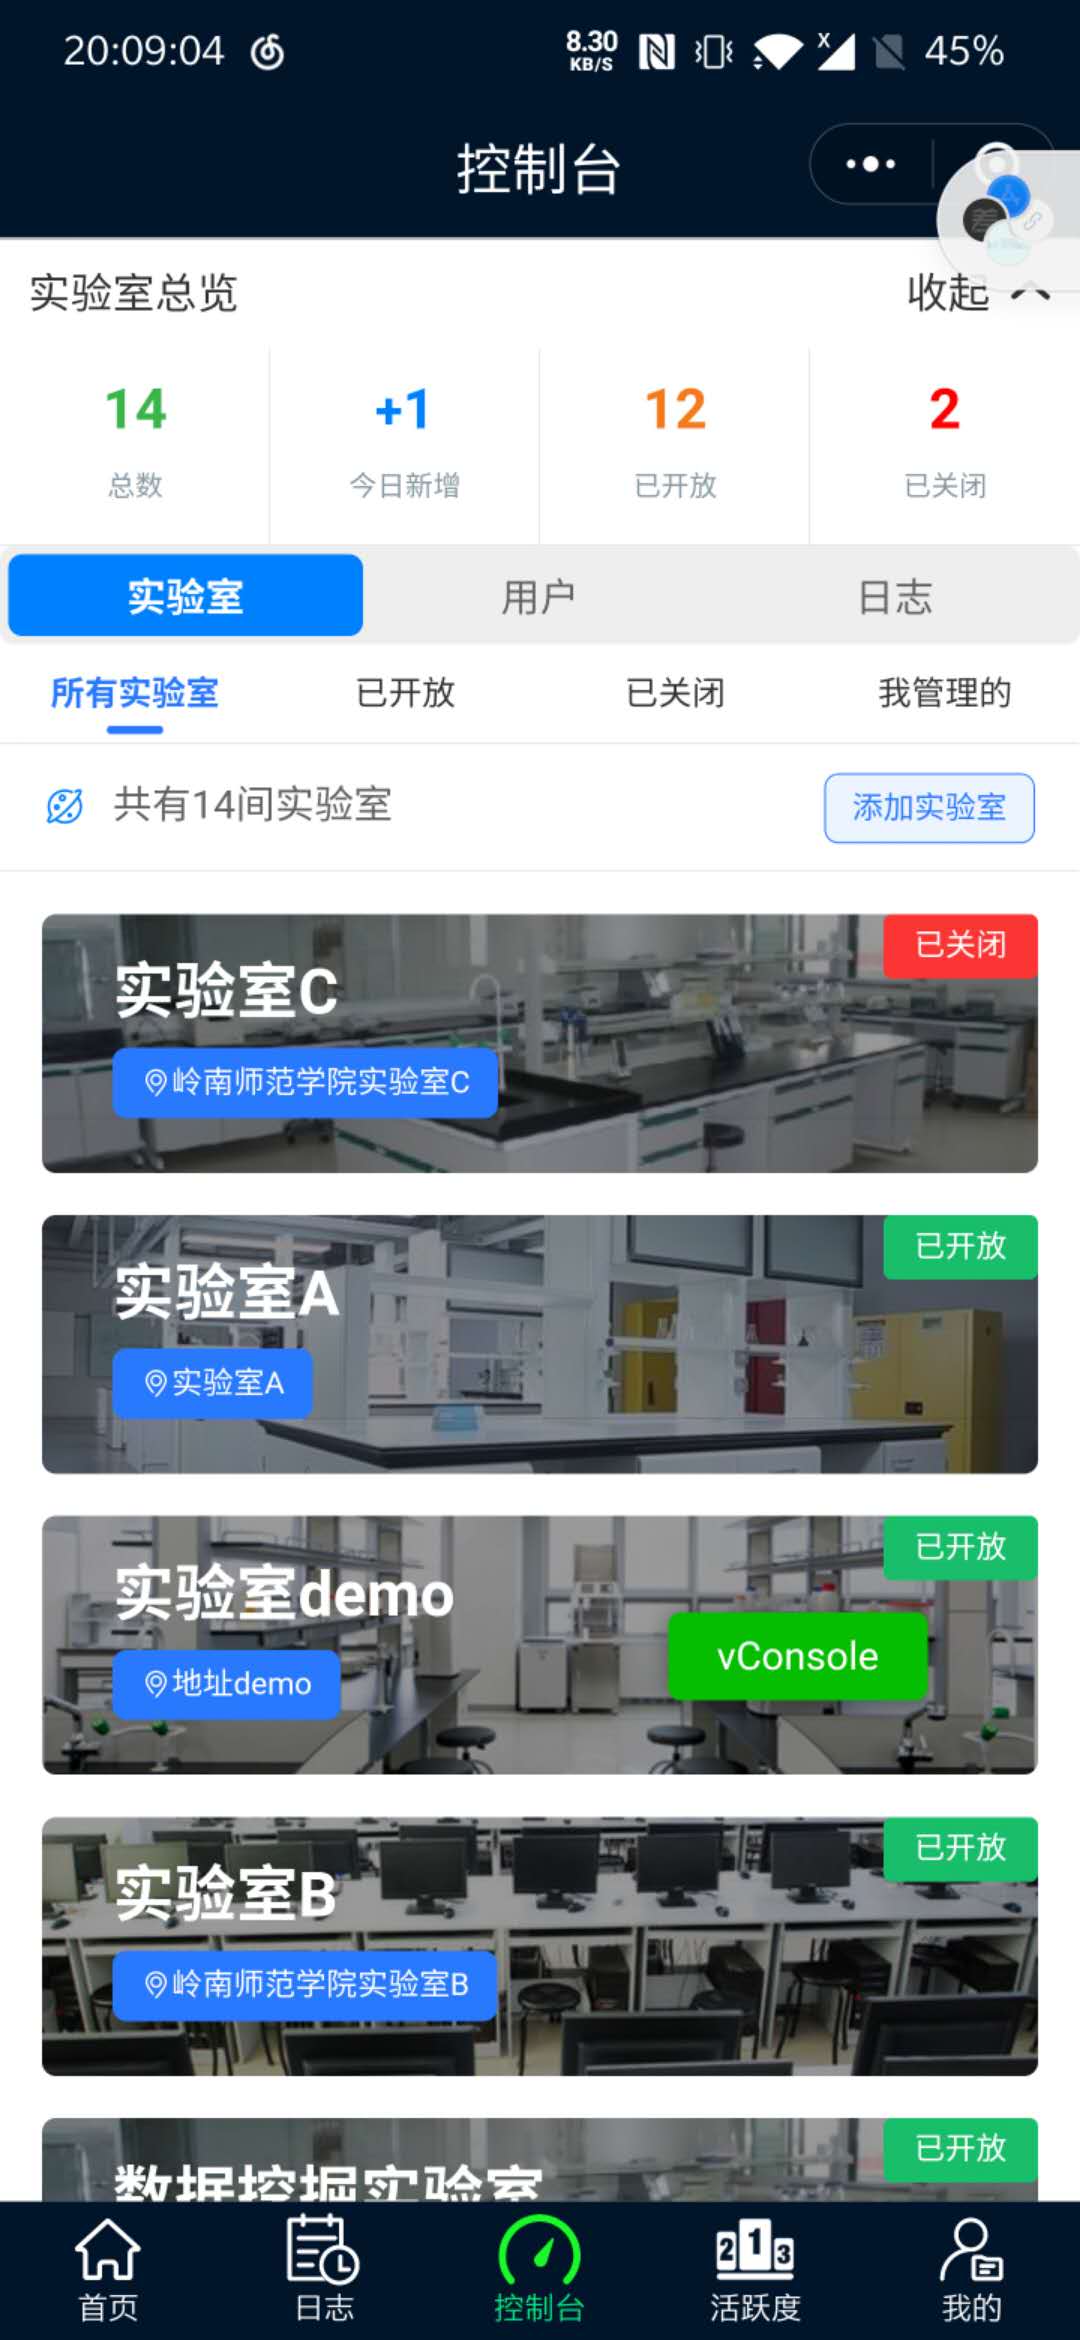 20:09:04
8.30
KB/S
45%
控制台
实验室总览
收起
14
+1
12
2
总数
今日新增
已开放
已关闭
实验室
用户
日志
所有实验室
已开放
已关闭
我管理的
共有14间实验室
添加实验室
已关闭
实验室C
岭南师范学院实验室C
已开放
实验室A
实验室A
已开放
实验室demo
地址demo
vConsole
已开放
实验室B
岭南师范学院实验室B
已开放
数据挖掘实验室
首页
日志
控制台
2 1 3
活跃度
我的